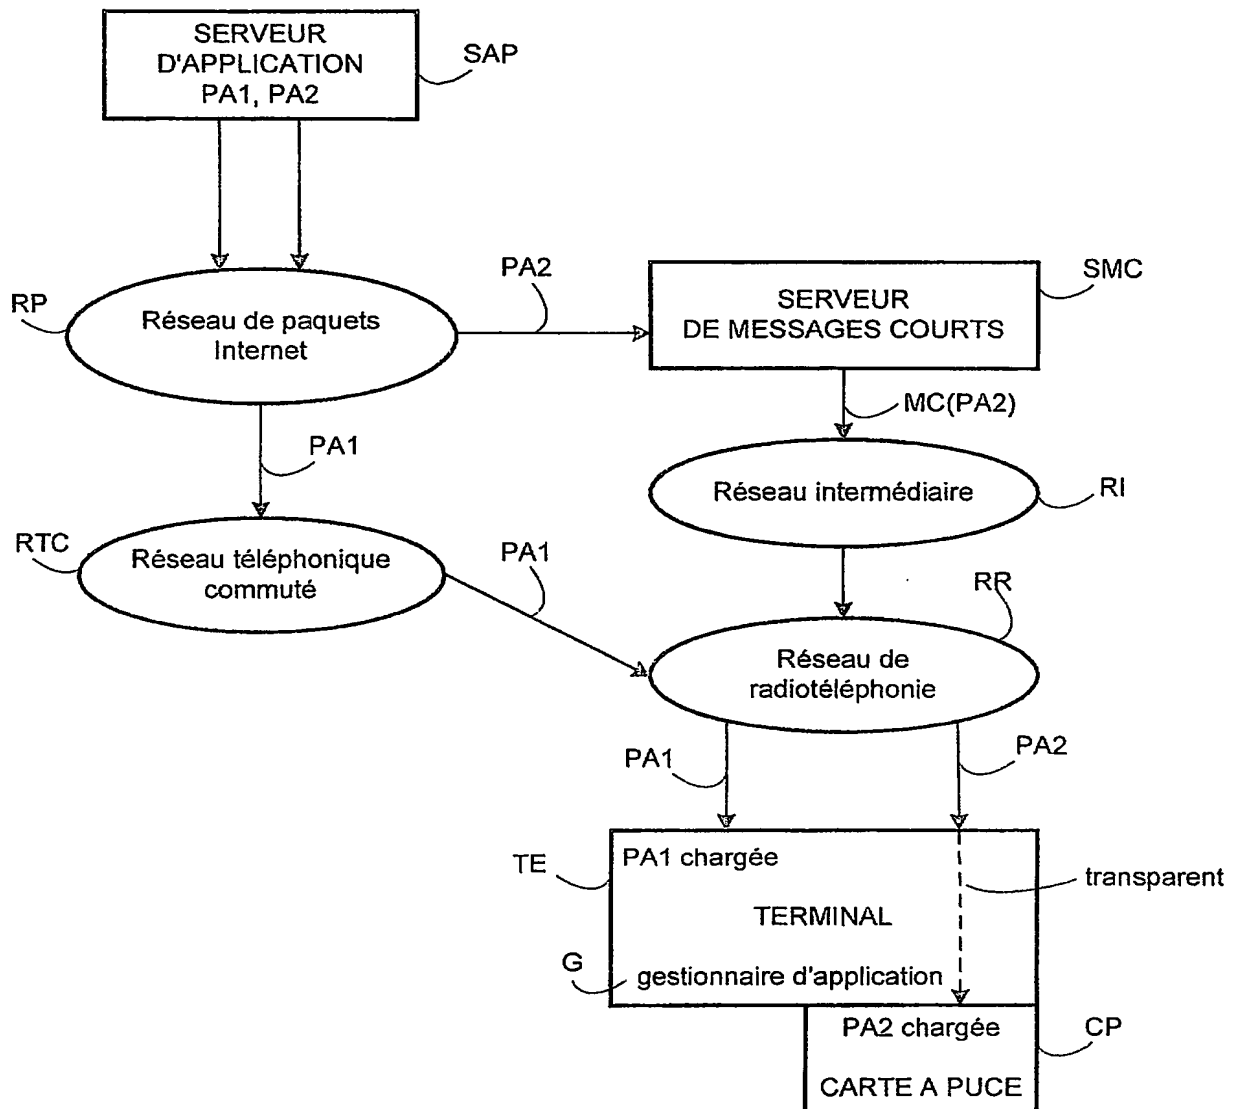 SERVEUR
D'APPLICATION
PA1, PA2
SAP
RP
Réseau de paquets
Internet
PA2
SERVEUR
DE MESSAGES COURTS
SMC
MC(PA2)
PA1
Réseau intermédiaire
RI
RTC
Réseau téléphonique
commuté
PA1
RR
Réseau de
radiotéléphonie
PA1
PA2
TE
PA1 chargée
transparent
TERMINAL
G
gestionnaire d'application
PA2 chargée
CP
CARTE A PUCE